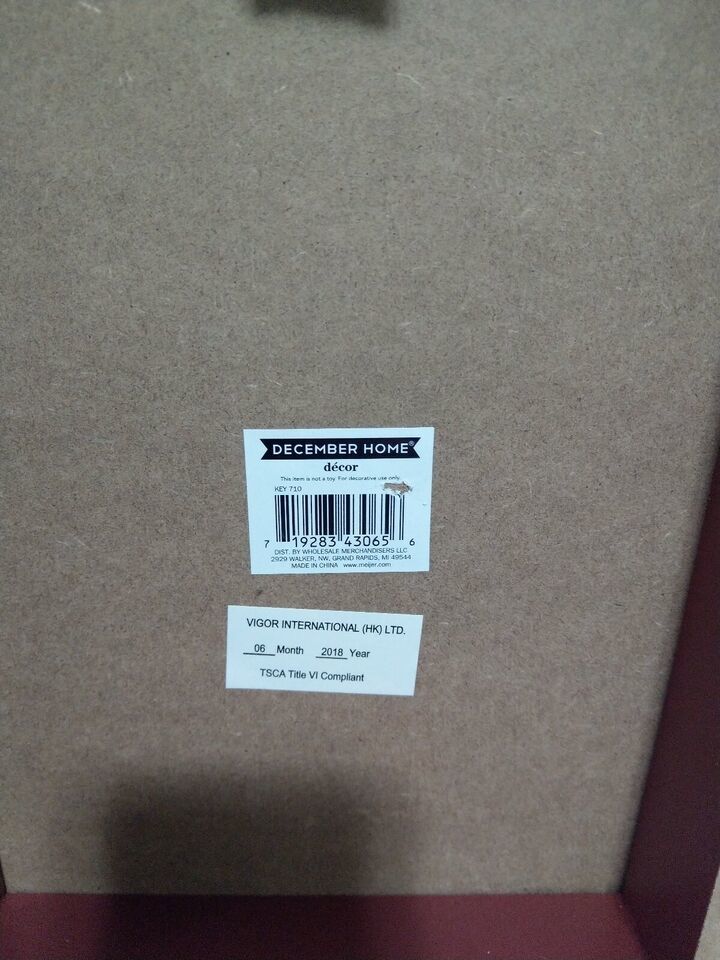 DECEMBER HOME®
décor
This item is not a toy. For decorative use only.
KEY 710
7 19283 43065 6
DIST. BY WHOLESALE MERCHANDISERS LLC
2929 WALKER, NW, GRAND RAPIDS, MI 49544
MADE IN CHINA www.meijer.com
VIGOR INTERNATIONAL (HK) LTD.
06 Month 2018 Year
TSCA Title VI Compliant